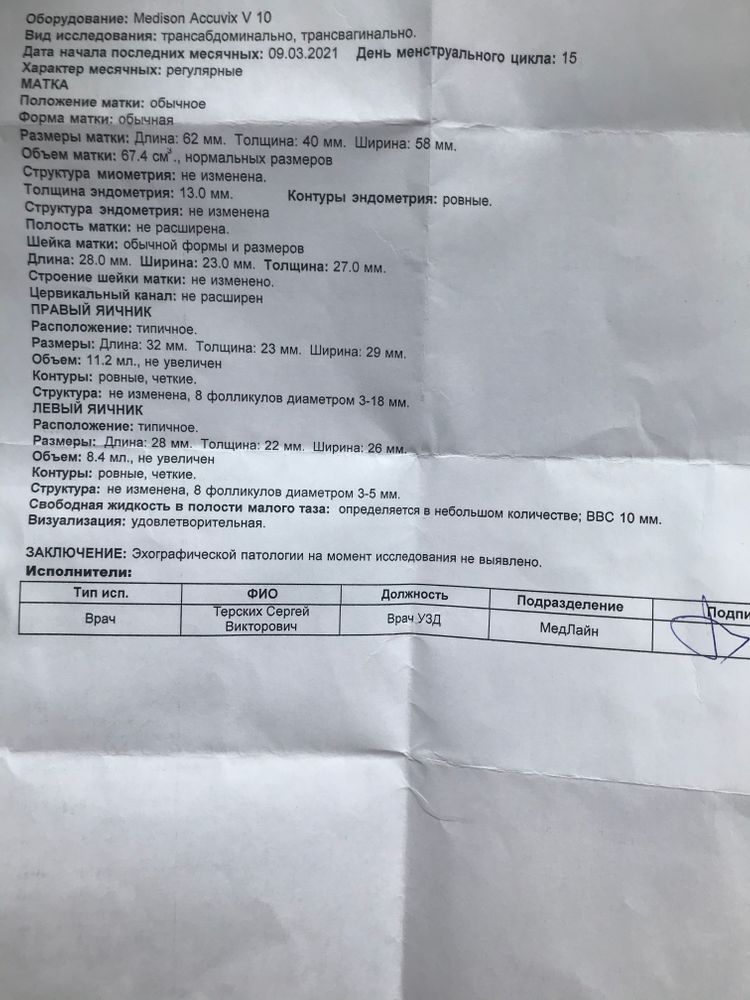 Оборудование: Medison Accuvix V 10
Вид исследования: трансабдоминально, трансвагинально.
Дата начала последних месячных: 09.03.2021 День менструального цикла: 15
Характер месячных: регулярные
МАТКА
Положение матки: обычное
Форма матки: обычная
Размеры матки: Длина: 62 мм. Толщина: 40 мм. Ширина: 58 мм.
Объем матки: 67.4 см³., нормальных размеров
Структура миометрия: не изменена.
Толщина эндометрия: 13.0 мм. Контуры эндометрия: ровные.
Структура эндометрия: не изменена
Полость матки: не расширена.
Шейка матки: обычной формы и размеров
Длина: 28.0 мм. Ширина: 23.0 мм. Толщина: 27.0 мм.
Строение шейки матки: не изменено.
Цервикальный канал: не расширен
ПРАВЫЙ ЯИЧНИК
Расположение: типичное.
Размеры: Длина: 32 мм. Толщина: 23 мм. Ширина: 29 мм.
Объем: 11.2 мл., не увеличен
Контуры: ровные, четкие.
Структура: не изменена, 8 фолликулов диаметром 3-18 мм.
ЛЕВЫЙ ЯИЧНИК
Расположение: типичное.
Размеры: Длина: 28 мм. Толщина: 22 мм. Ширина: 26 мм.
Объем: 8.4 мл., не увеличен
Контуры: ровные, четкие.
Структура: не изменена, 8 фолликулов диаметром 3-5 мм.
Свободная жидкость в полости малого таза: определяется в небольшом количестве; ВВС 10 мм.
Визуализация: удовлетворительная.
ЗАКЛЮЧЕНИЕ: Эхографической патологии на момент исследования не выявлено.
Исполнители:
Тип исп. ФИО Должность Подразделение Подпи
Врач Терских Сергей Викторович Врач УЗД МедЛайн